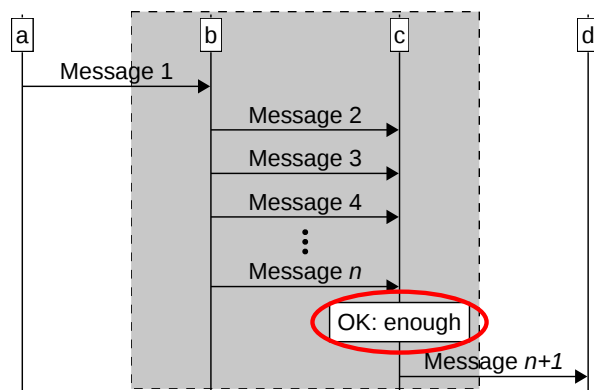 a b c d
Message 1
Message 2
Message 3
Message 4
Message n
OK: enough
Message n+1